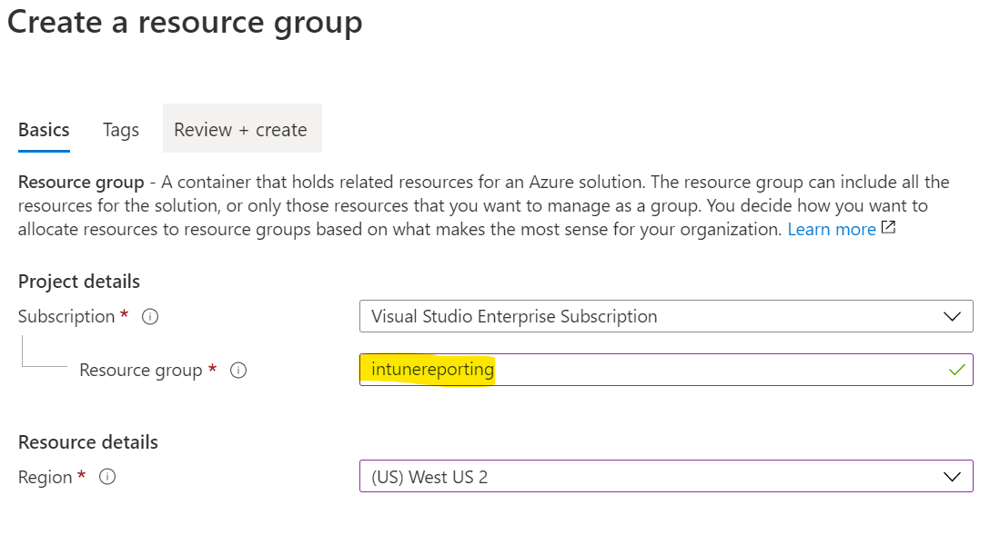 Create a resource group
Basics Tags Review + create
Resource group - A container that holds related resources for an Azure solution. The resource group can include all the
resources for the solution, or only those resources that you want to manage as a group. You decide how you want to
allocate resources to resource groups based on what makes the most sense for your organization. Learn more
Project details
Subscription * Visual Studio Enterprise Subscription
Resource group * intunereporting
Resource details
Region * (US) West US 2